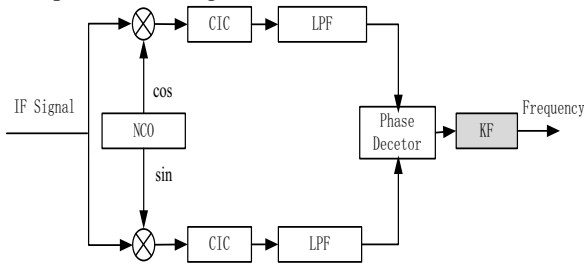 CIC
LPF
IF Signal
cos
NCO
sin
Phase
Decetor
KF
Frequency
CIC
LPF